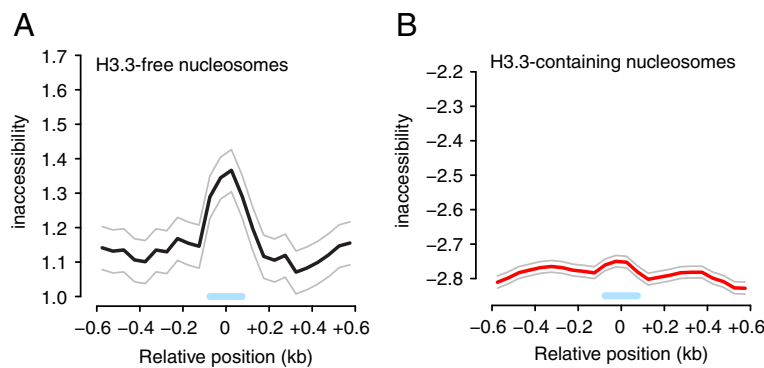 A
H3.3-free nucleosomes
inaccessibility
1.7
1.6
1.5
1.4
1.3
1.2
1.1
1.0
−0.6 −0.4 −0.2 0 +0.2 +0.4 +0.6
Relative position (kb)
B
H3.3-containing nucleosomes
inaccessibility
−2.2
−2.3
−2.4
−2.5
−2.6
−2.7
−2.8
−0.6 −0.4 −0.2 0 +0.2 +0.4 +0.6
Relative position (kb)